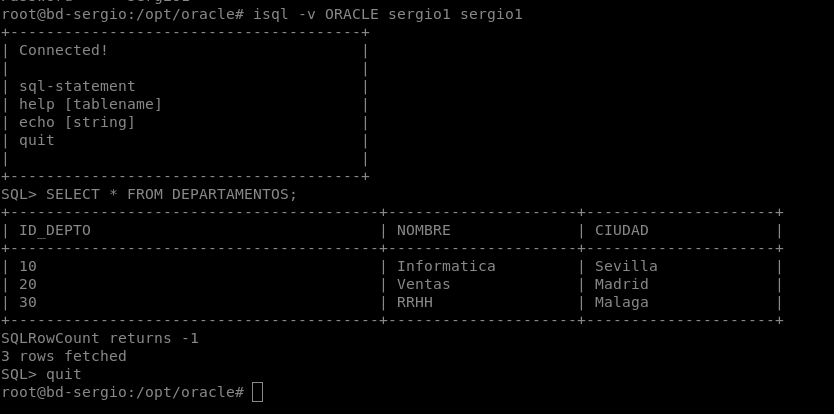 root@bd-sergio:/opt/oracle# isql -v ORACLE sergio1 sergio1
+---------------------------------------+
| Connected!                            |
|                                       |
| sql-statement                         |
| help [tablename]                      |
| echo [string]                         |
| quit                                  |
|                                       |
+---------------------------------------+
SQL> SELECT * FROM DEPARTAMENTOS;
+-----------------------------------------+---------------------+---------------------+
| ID_DEPTO                                | NOMBRE              | CIUDAD              |
+-----------------------------------------+---------------------+---------------------+
| 10                                      | Informatica         | Sevilla             |
| 20                                      | Ventas              | Madrid              |
| 30                                      | RRHH                | Malaga              |
+-----------------------------------------+---------------------+---------------------+
SQLRowCount returns -1
3 rows fetched
SQL> quit
root@bd-sergio:/opt/oracle#